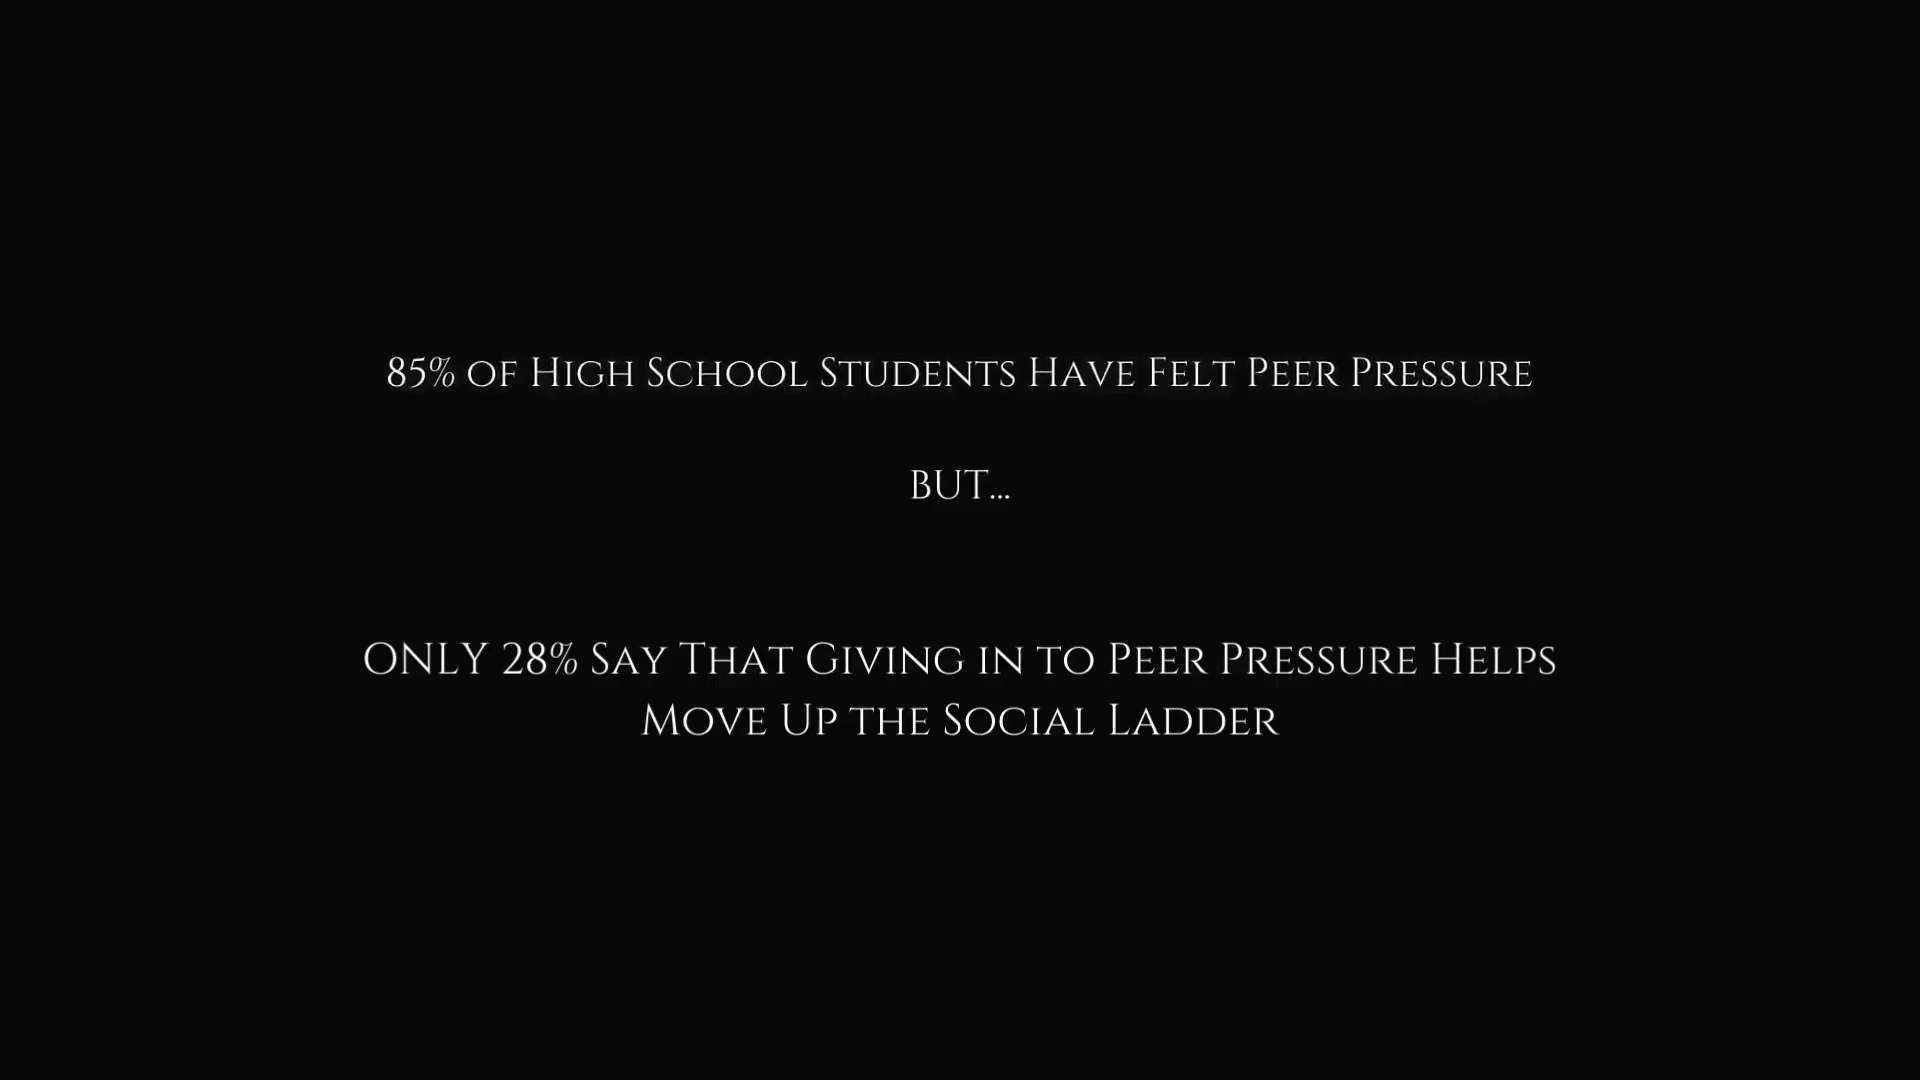 85% of High School Students Have Felt Peer Pressure
BUT...
ONLY 28% Say That Giving in to Peer Pressure Helps
Move Up the Social Ladder